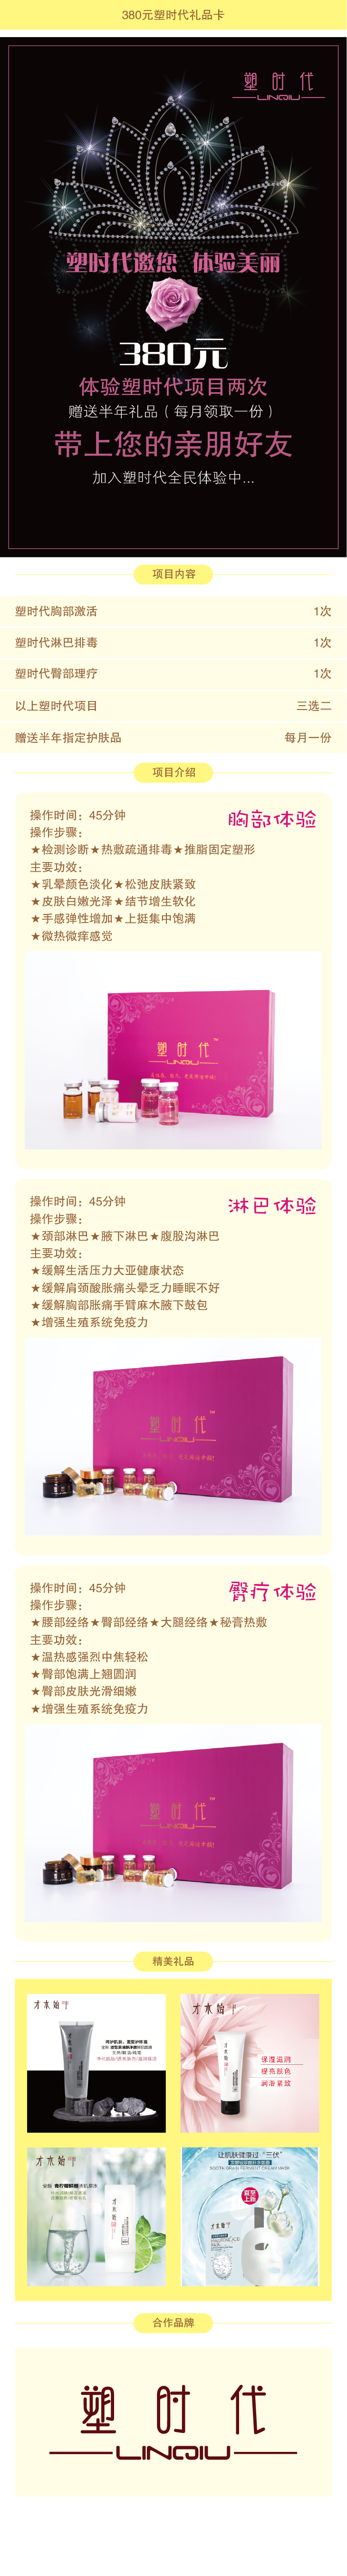 380元塑时代礼品卡
塑时代
LINQIU
塑时代邀您 体验美丽
380元
体验塑时代项目两次
赠送半年礼品（每月领取一份）
带上您的亲朋好友
加入塑时代全民体验中...
项目内容
塑时代胸部激活 1次
塑时代淋巴排毒 1次
塑时代臀部理疗 1次
以上塑时代项目 三选二
赠送半年指定护肤品 每月一份
项目介绍
胸部体验
操作时间：45分钟
操作步骤：
★检测诊断★热敷疏通排毒★推脂固定塑形
主要功效：
★乳晕颜色淡化★松弛皮肤紧致
★皮肤白嫩光泽★结节增生软化
★手感弹性增加★上挺集中饱满
★微热微痒感觉
塑时代
LINQIU
淋巴体验
操作时间：45分钟
操作步骤：
★颈部淋巴★腋下淋巴★腹股沟淋巴
主要功效：
★缓解生活压力大亚健康状态
★缓解肩颈酸胀痛头晕乏力睡眠不好
★缓解胸部胀痛手臂麻木腋下鼓包
★增强生殖系统免疫力
塑时代
LINQIU
臀疗体验
操作时间：45分钟
操作步骤：
★腰部经络★臀部经络★大腿经络★秘膏热敷
主要功效：
★温热感强烈中焦轻松
★臀部饱满上翘圆润
★臀部皮肤光滑细嫩
★增强生殖系统免疫力
塑时代
LINQIU
精美礼品
才木始
才木始
保湿滋润
提亮肤色
润滑紧致
才木始
让肌肤健康过“三伏”
合作品牌
塑时代
LINQIU